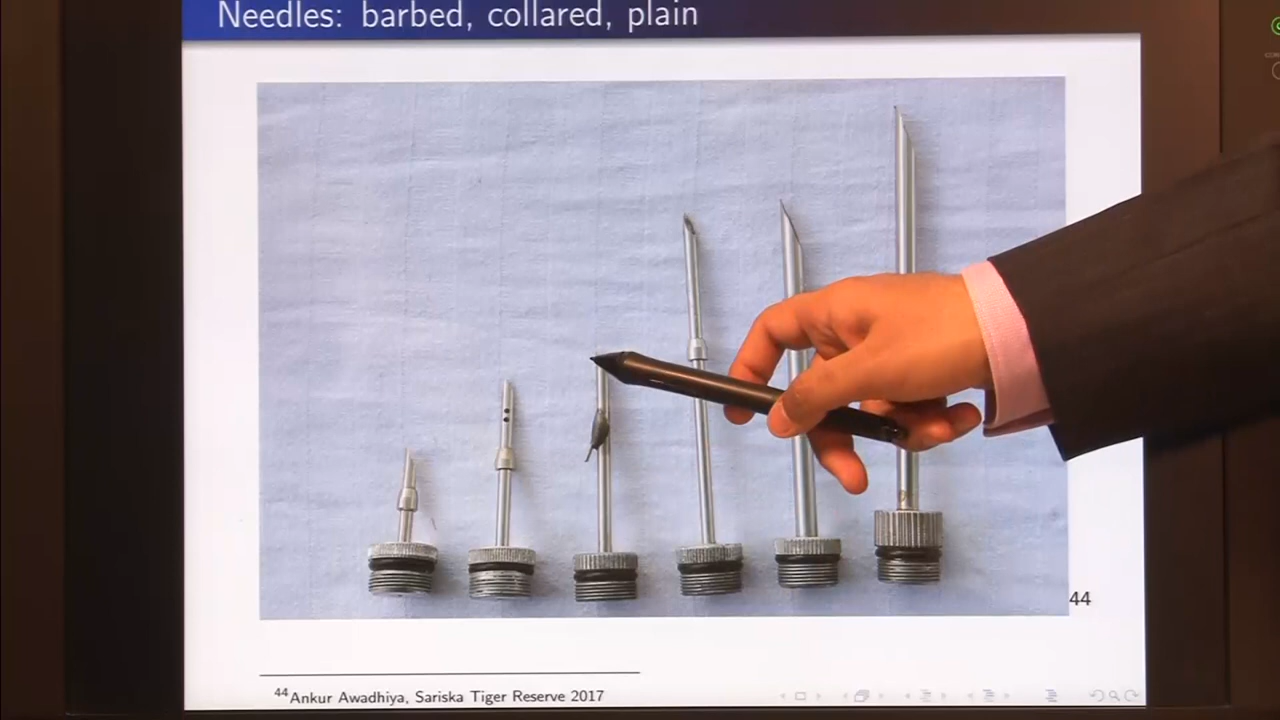 Needles: barbed, collared, plain
44
44Ankur Awadhiya, Sariska Tiger Reserve 2017